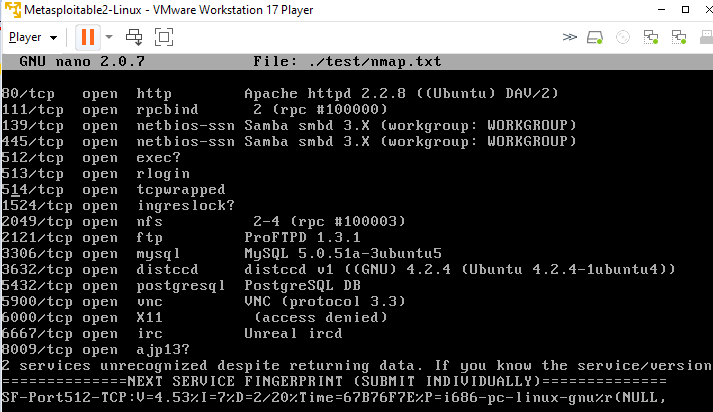 Metasploitable2-Linux - VMware Workstation 17 Player
Player
GNU nano 2.0.7 File: ./test/nmap.txt
80/tcp open http Apache httpd 2.2.8 ((Ubuntu) DAV/2)
111/tcp open rpcbind 2 (rpc #100000)
139/tcp open netbios-ssn Samba smbd 3.X (workgroup: WORKGROUP)
445/tcp open netbios-ssn Samba smbd 3.X (workgroup: WORKGROUP)
512/tcp open exec?
513/tcp open rlogin
514/tcp open tcpwrapped
1524/tcp open ingreslock?
2049/tcp open nfs 2-4 (rpc #100003)
2121/tcp open ftp ProFTPD 1.3.1
3306/tcp open mysql MySQL 5.0.51a-3ubuntu5
3632/tcp open distccd distccd v1 ((GNU) 4.2.4 (Ubuntu 4.2.4-1ubuntu4))
5432/tcp open postgresql PostgreSQL DB
5900/tcp open vnc VNC (protocol 3.3)
6000/tcp open X11 (access denied)
6667/tcp open irc Unreal ircd
8009/tcp open ajp13?
2 services unrecognized despite returning data. If you know the service/version
==============NEXT SERVICE FINGERPRINT (SUBMIT INDIVIDUALLY)==============
SF-Port512-TCP:V=4.53%I=7%D=2/20%Time=67B76F7E%P=i686-pc-linux-gnu%r(NULL,